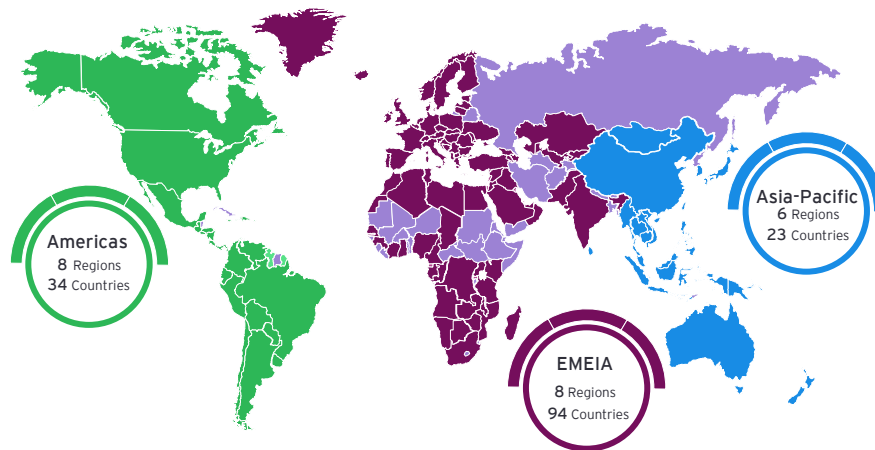 Americas
8 Regions
34 Countries
Asia-Pacific
6 Regions
23 Countries
EMEIA
8 Regions
94 Countries